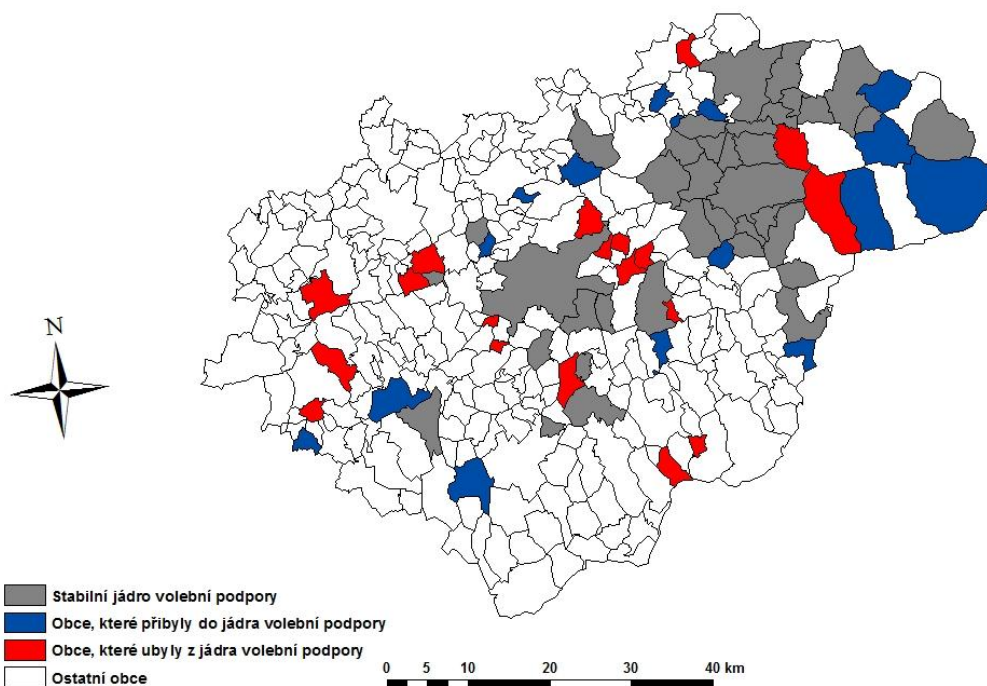 N
Stabilní jádro volební podpory
Obce, které přibyly do jádra volební podpory
Obce, které ubyly z jádra volební podpory
Ostatní obce
0 5 10 20 30 40 km